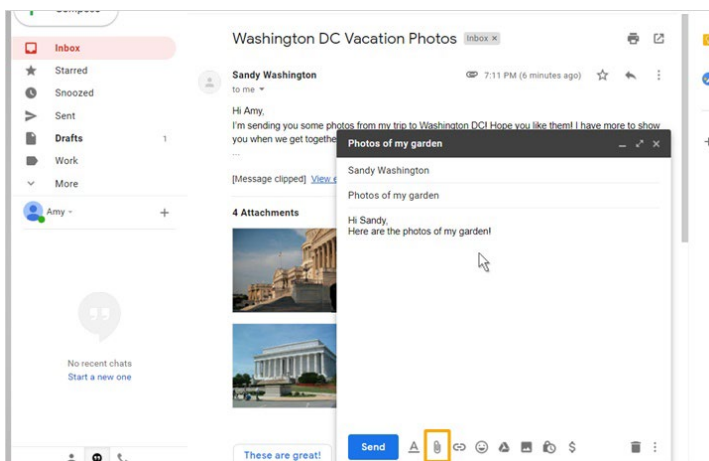 Compose
Inbox
Starred
Snoozed
Sent
Drafts 1
Work
More
Amy
No recent chats
Start a new one
Washington DC Vacation Photos Inbox ×
Sandy Washington 7:11 PM (6 minutes ago)
to me
Hi Amy,
I'm sending you some photos from my trip to Washington DC! Hope you like them! I have more to show
you when we get togethe
...
[Message clipped] View e
4 Attachments
These are great!
Photos of my garden
Sandy Washington
Photos of my garden
Hi Sandy,
Here are the photos of my garden!
Send